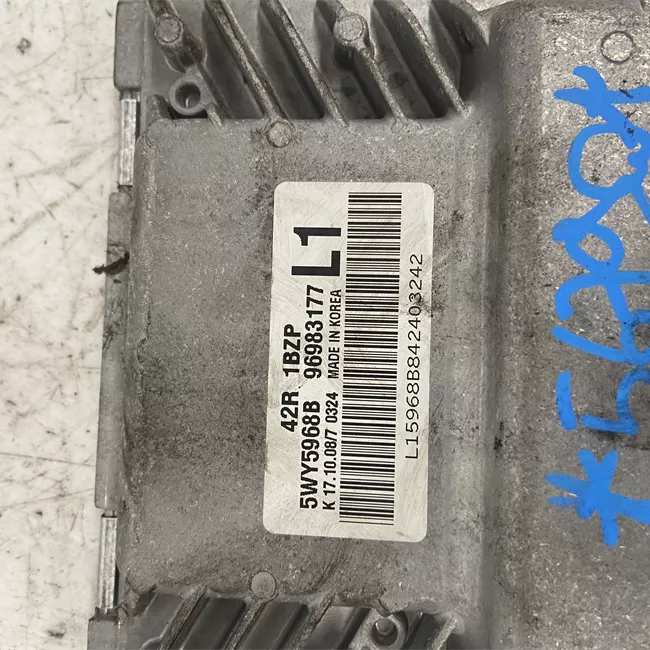 42R 1BZP
L1
5WY5968B 96983177
K 17.10.08/7 0324 MADE IN KOREA
L15968B842403242